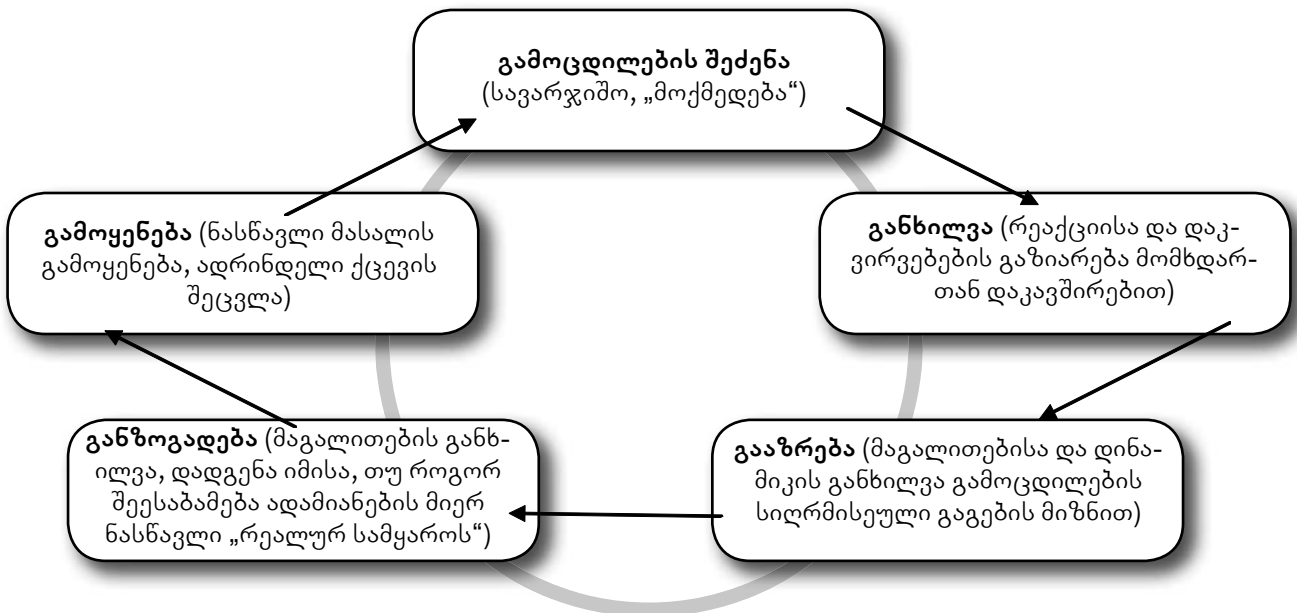 გამოცდილების შეძენა
(სავარჯიშო, „მოქმედება“)
განხილვა (რეაქციისა და დაკ-
ვირვებების გაზიარება მომხდარ-
თან დაკავშირებით)
გააზრება (მაგალითებისა და დინა-
მიკის განხილვა გამოცდილების
სიღრმისეული გაგების მიზნით)
განზოგადება (მაგალითების განხ-
ილვა, დადგენა იმისა, თუ როგორ
შეესაბამება ადამიანების მიერ
ნასწავლი „რეალურ სამყაროს“)
გამოყენება (ნასწავლი მასალის
გამოყენება, ადრინდელი ქცევის
შეცვლა)